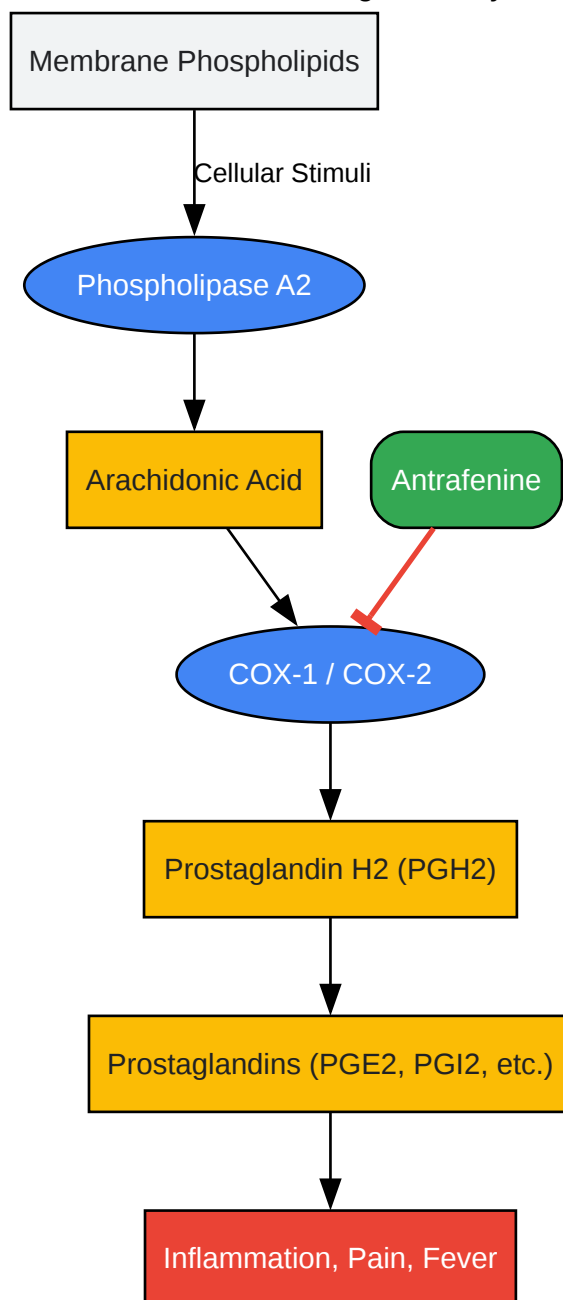 Membrane Phospholipids
Cellular Stimuli
Phospholipase A2
Arachidonic Acid
Antrafenine
COX-1 / COX-2
Prostaglandin H2 (PGH2)
Prostaglandins (PGE2, PGI2, etc.)
Inflammation, Pain, Fever